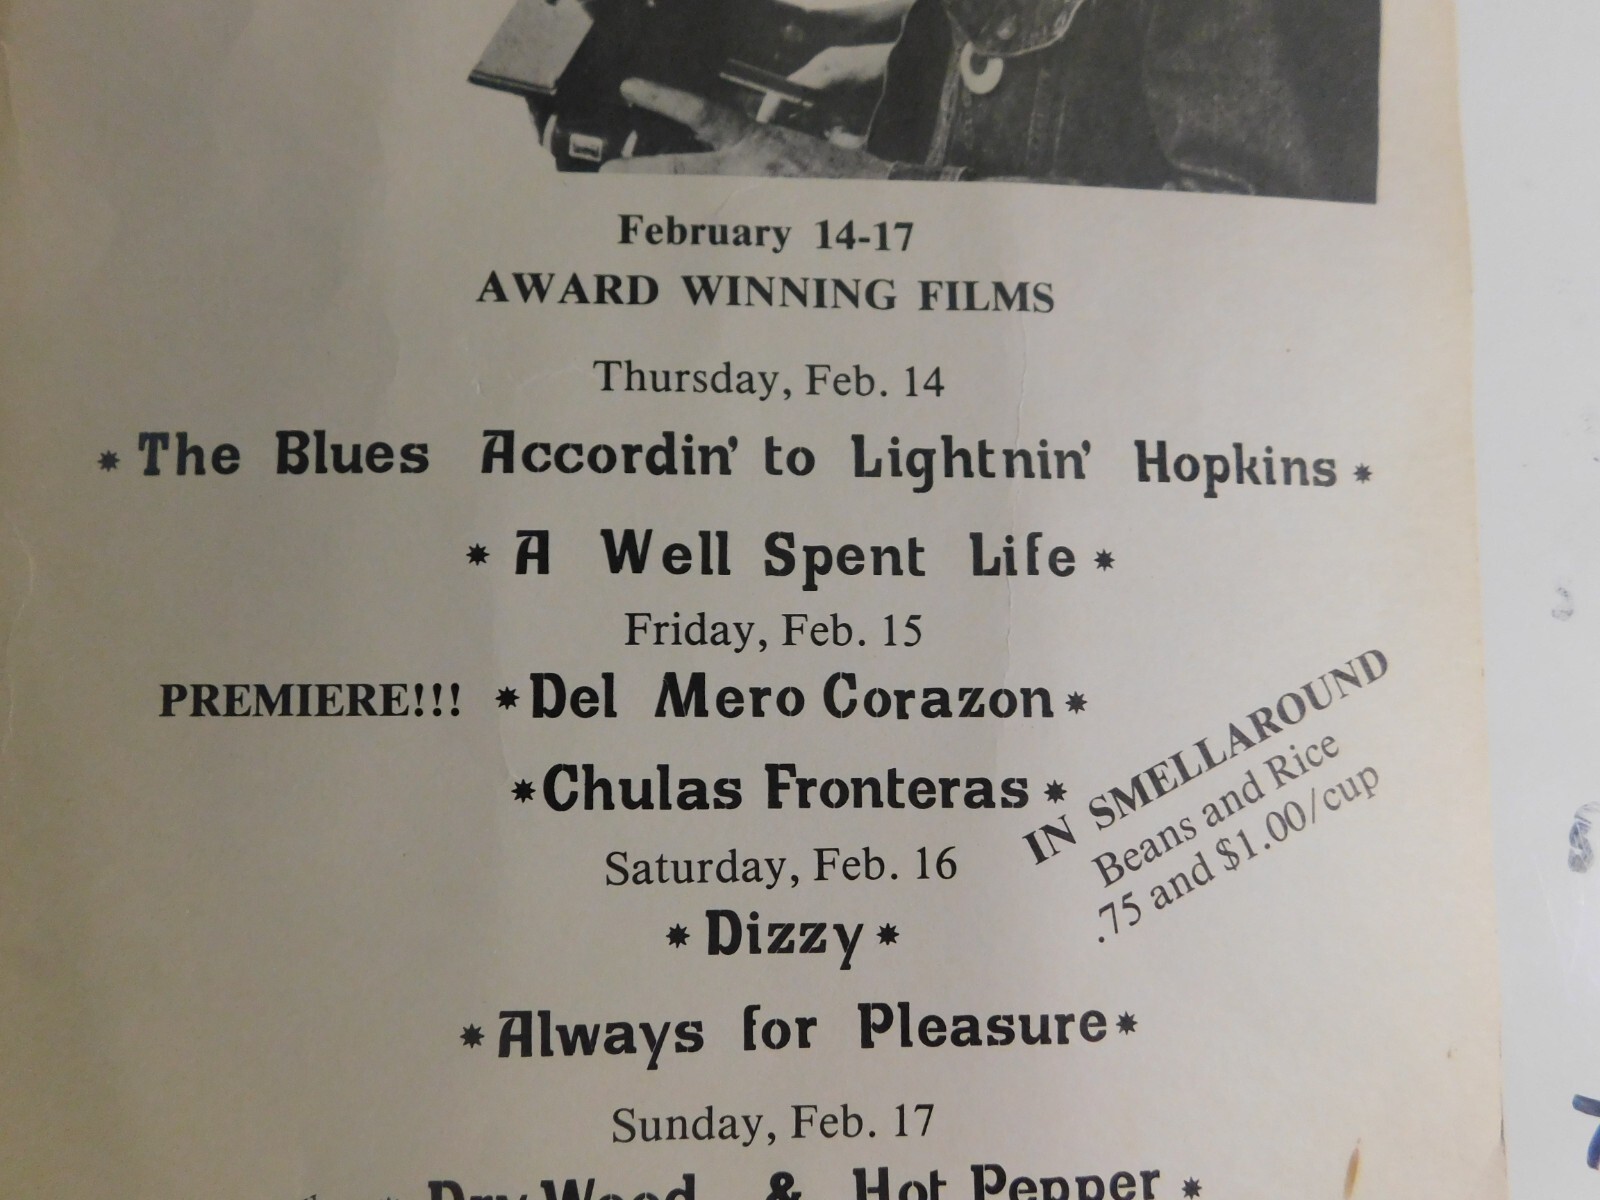 February 14-17
AWARD WINNING FILMS
Thursday, Feb. 14
* The Blues Accordin' to Lightnin' Hopkins *
* A Well Spent Life *
Friday, Feb. 15
PREMIERE!!! * Del Mero Corazon *
* Chulas Fronteras *
IN SMELLAROUND
Beans and Rice
.75 and $1.00/cup
Saturday, Feb. 16
* Dizzy *
* Always for Pleasure *
Sunday, Feb. 17
Dry Wood & Hot Pepper *